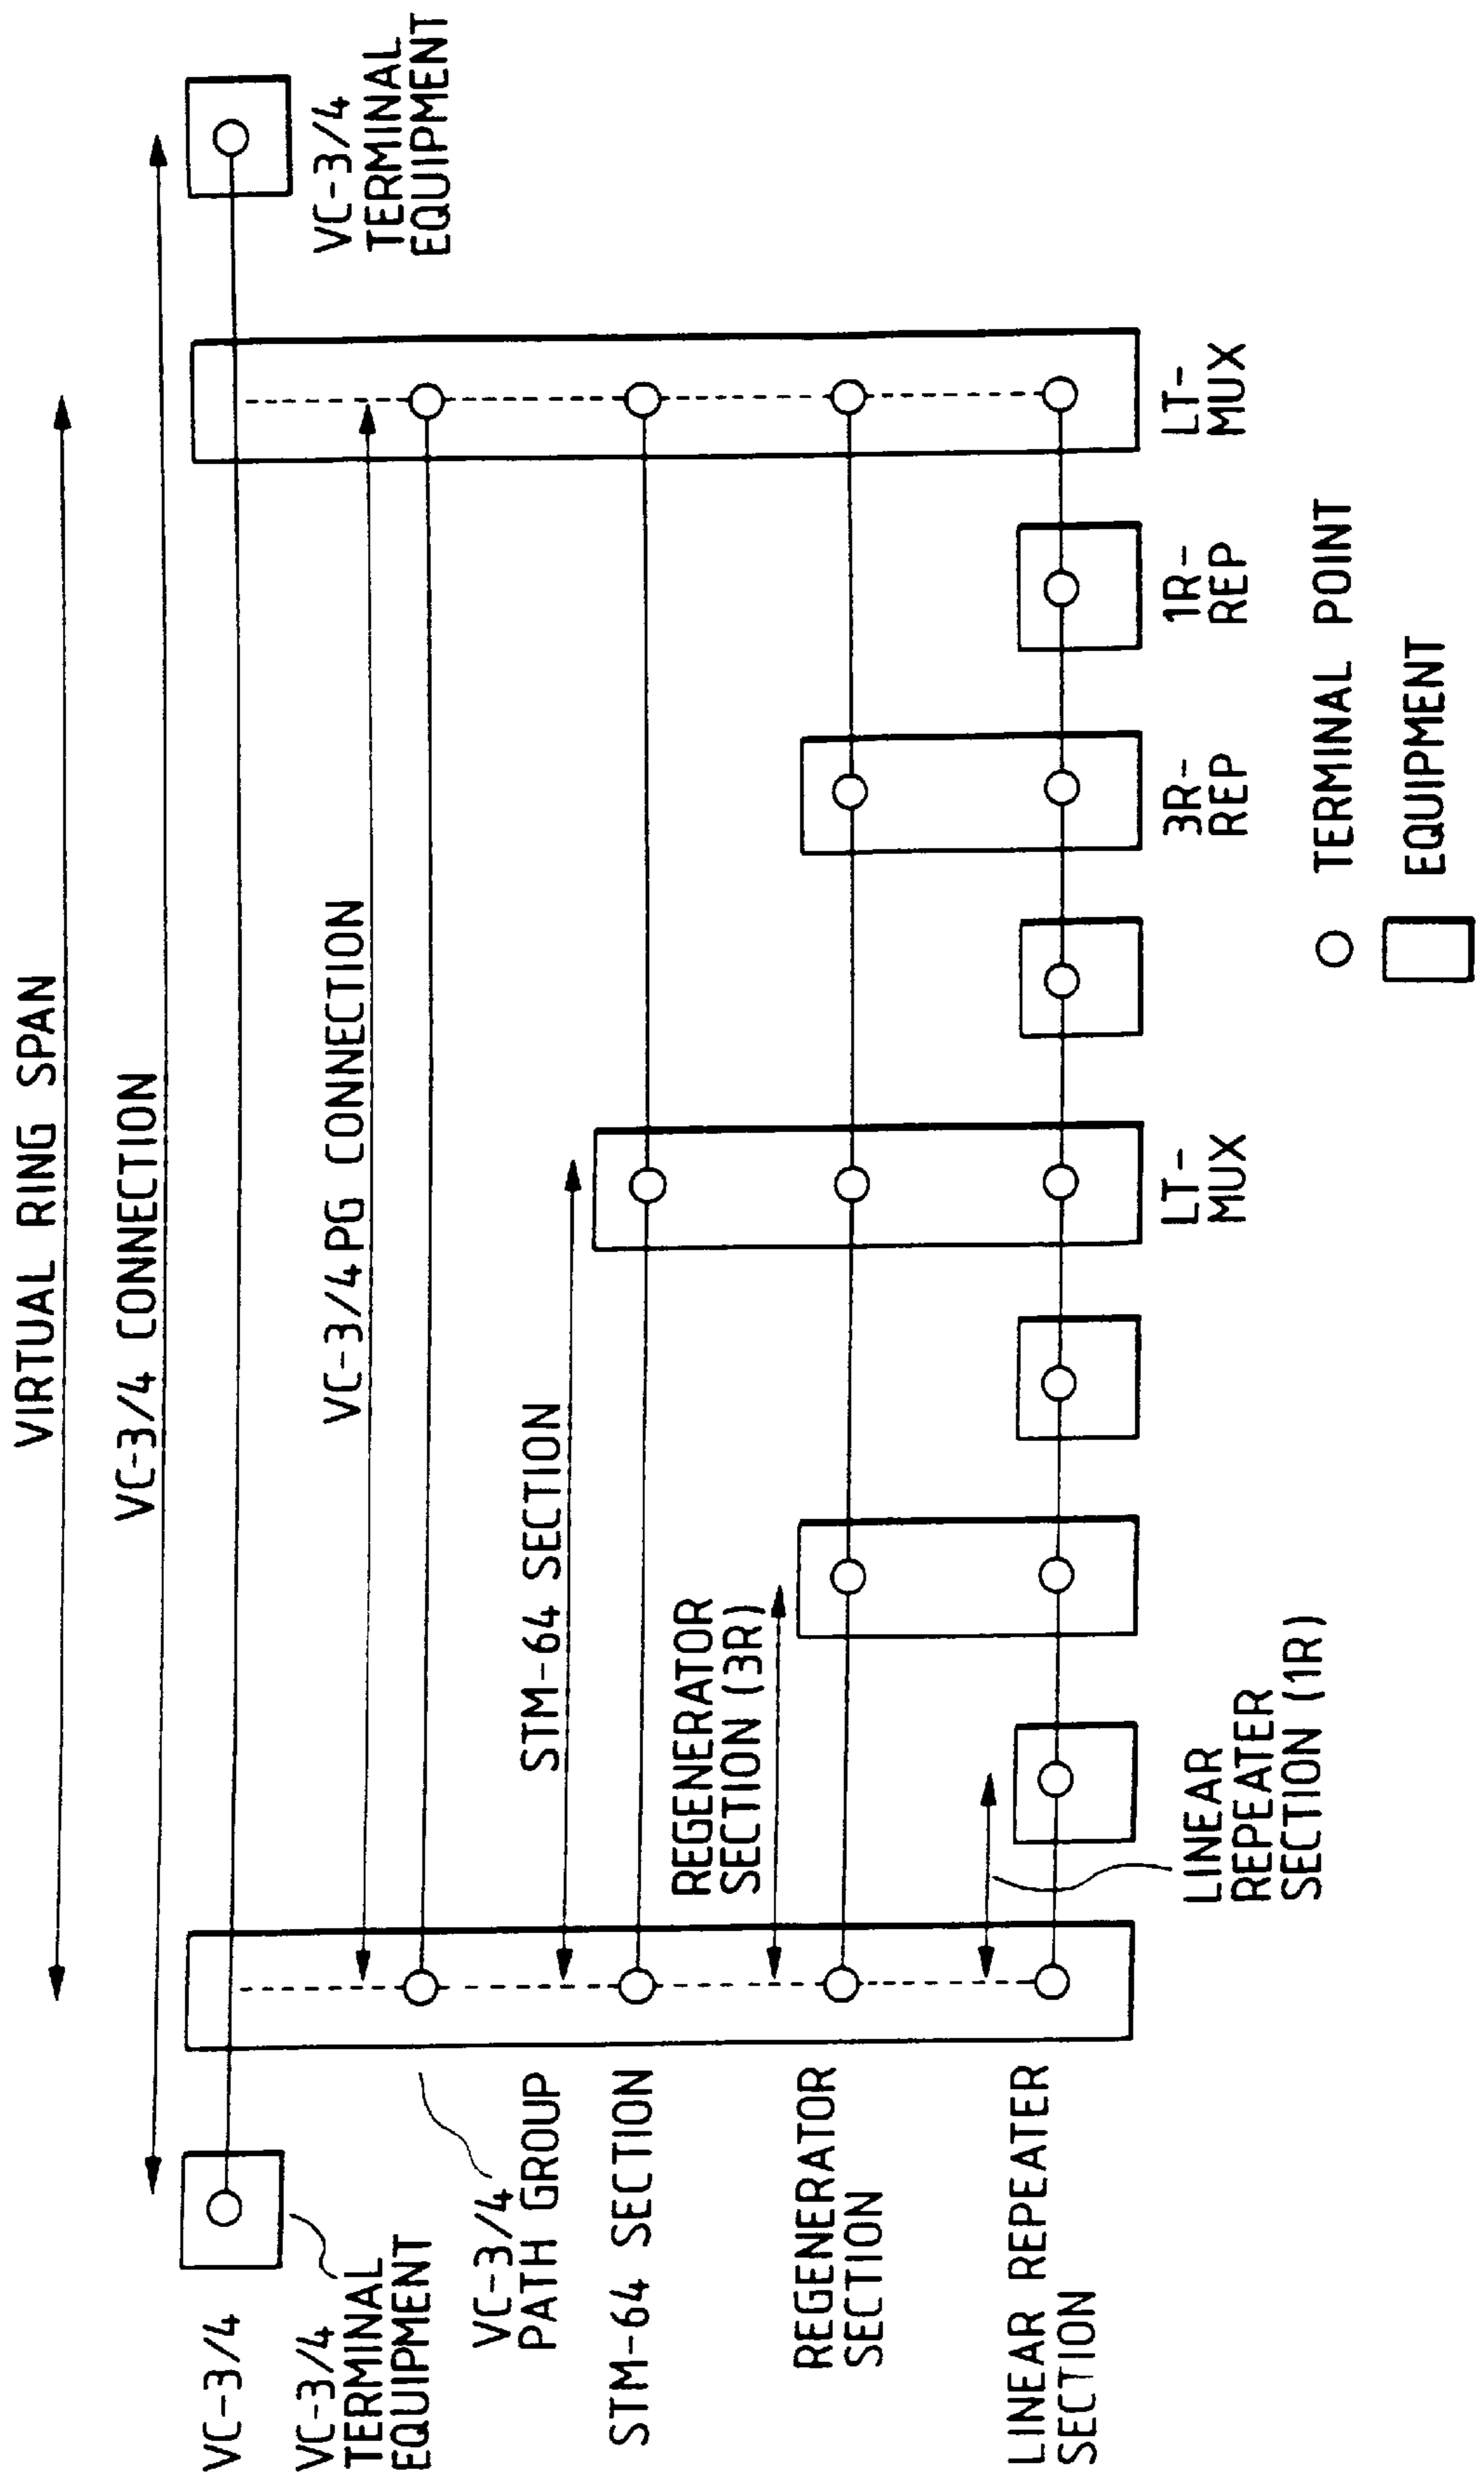 VIRTUAL RING SPAN
VC-3/4 CONNECTION
VC-3/4
VC-3/4
TERMINAL
EQUIPMENT
VC-3/4
TERMINAL
EQUIPMENT
VC-3/4PG CONNECTION
VC-3/4
PATH GROUP
STM-64 SECTION
STM-64 SECTION
REGENERATOR
SECTION (3R)
REGENERATOR
SECTION
LINEAR REPEATER
SECTION
LINEAR
REPEATER
SECTION (1R)
LT-
MUX
3R-
REP
1R-
REP
LT-
MUX
TERMINAL POINT
EQUIPMENT